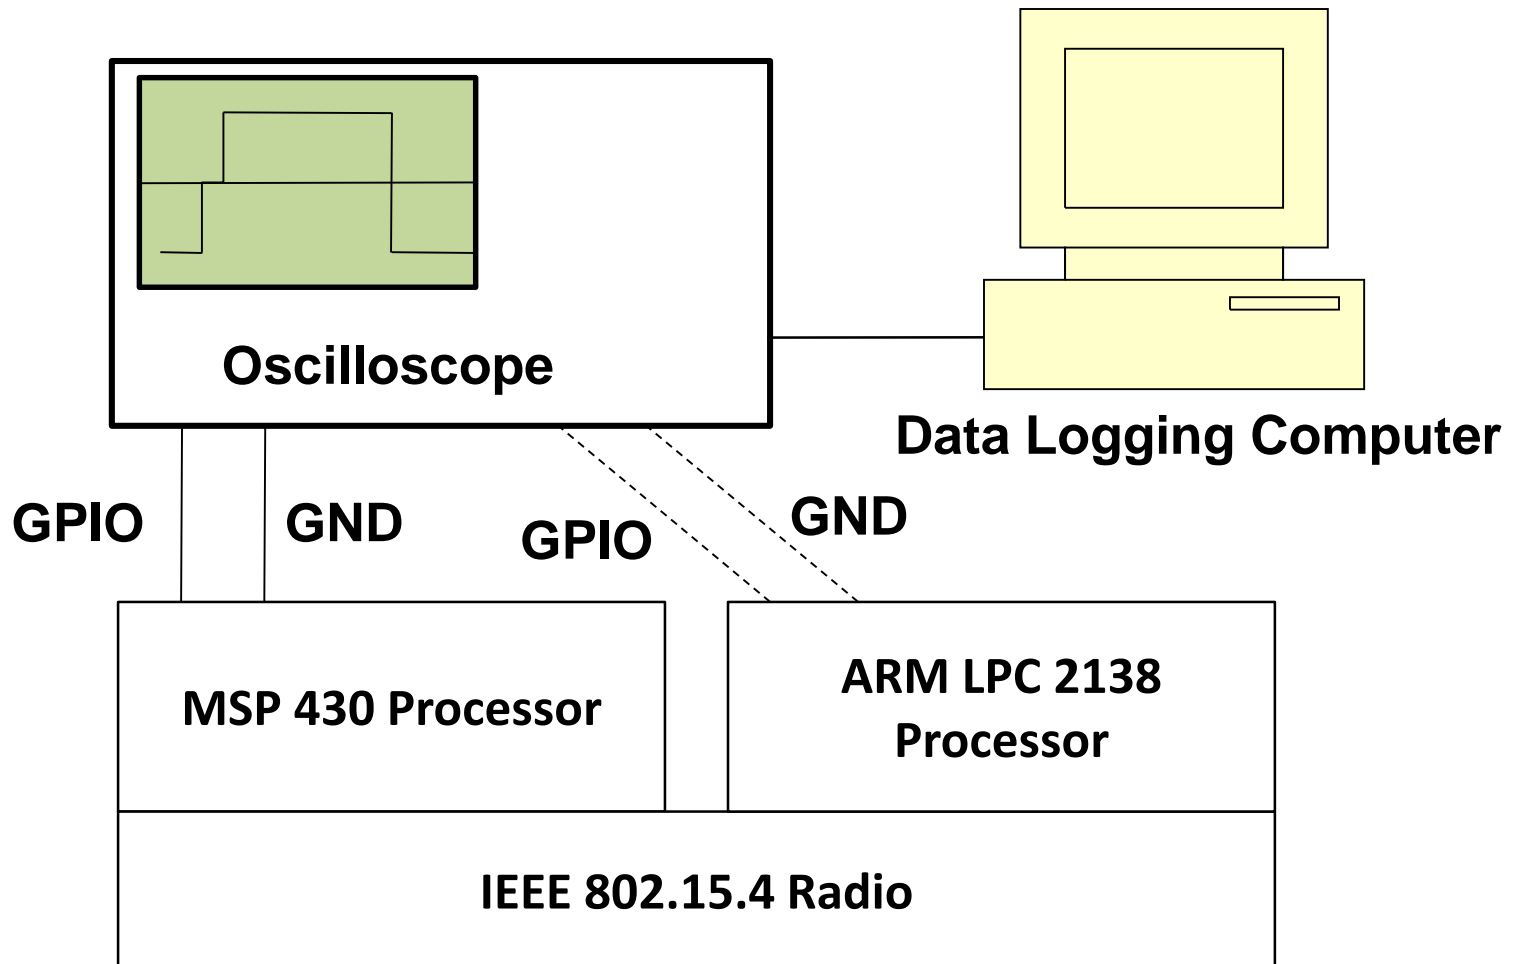 Oscilloscope
Data Logging Computer
GPIO
GND
GPIO
GND
MSP 430 Processor
ARM LPC 2138
Processor
IEEE 802.15.4 Radio